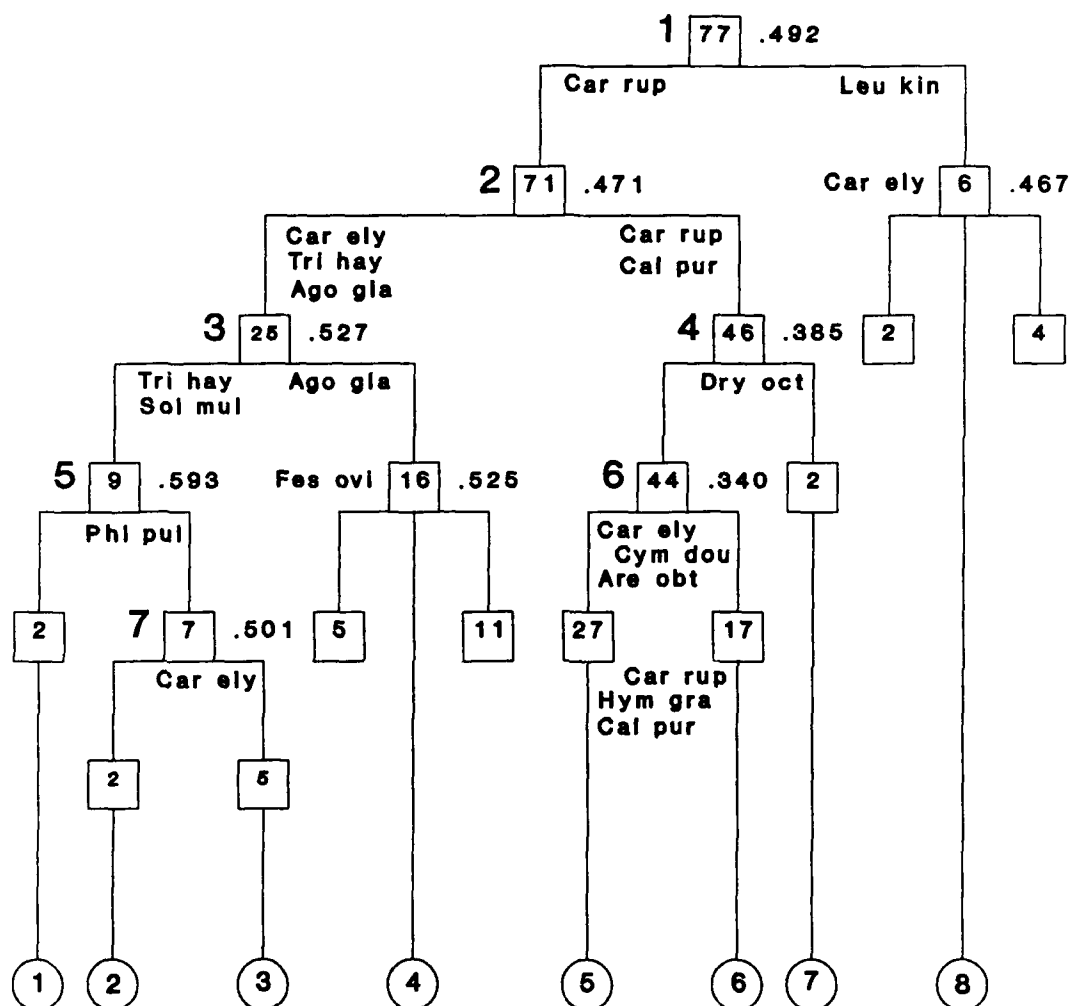 1 77 .492
Car rup Leu kin
2 71 .471 Car ely 6 .467
Car ely Car rup
Tri hay Cal pur
Ago gla
3 25 .527 4 46 .385 2 4
Tri hay Ago gla Dry oct
Sol mul
5 9 .593 Fes ovi 16 .525 6 44 .340 2
Phl pul Car ely
Cym dou
Are obt
2 7 7 .501 5 11 27 17
Car ely Car rup
Hym gra
Cal pur
2 5
1 2 3 4 5 6 7 8